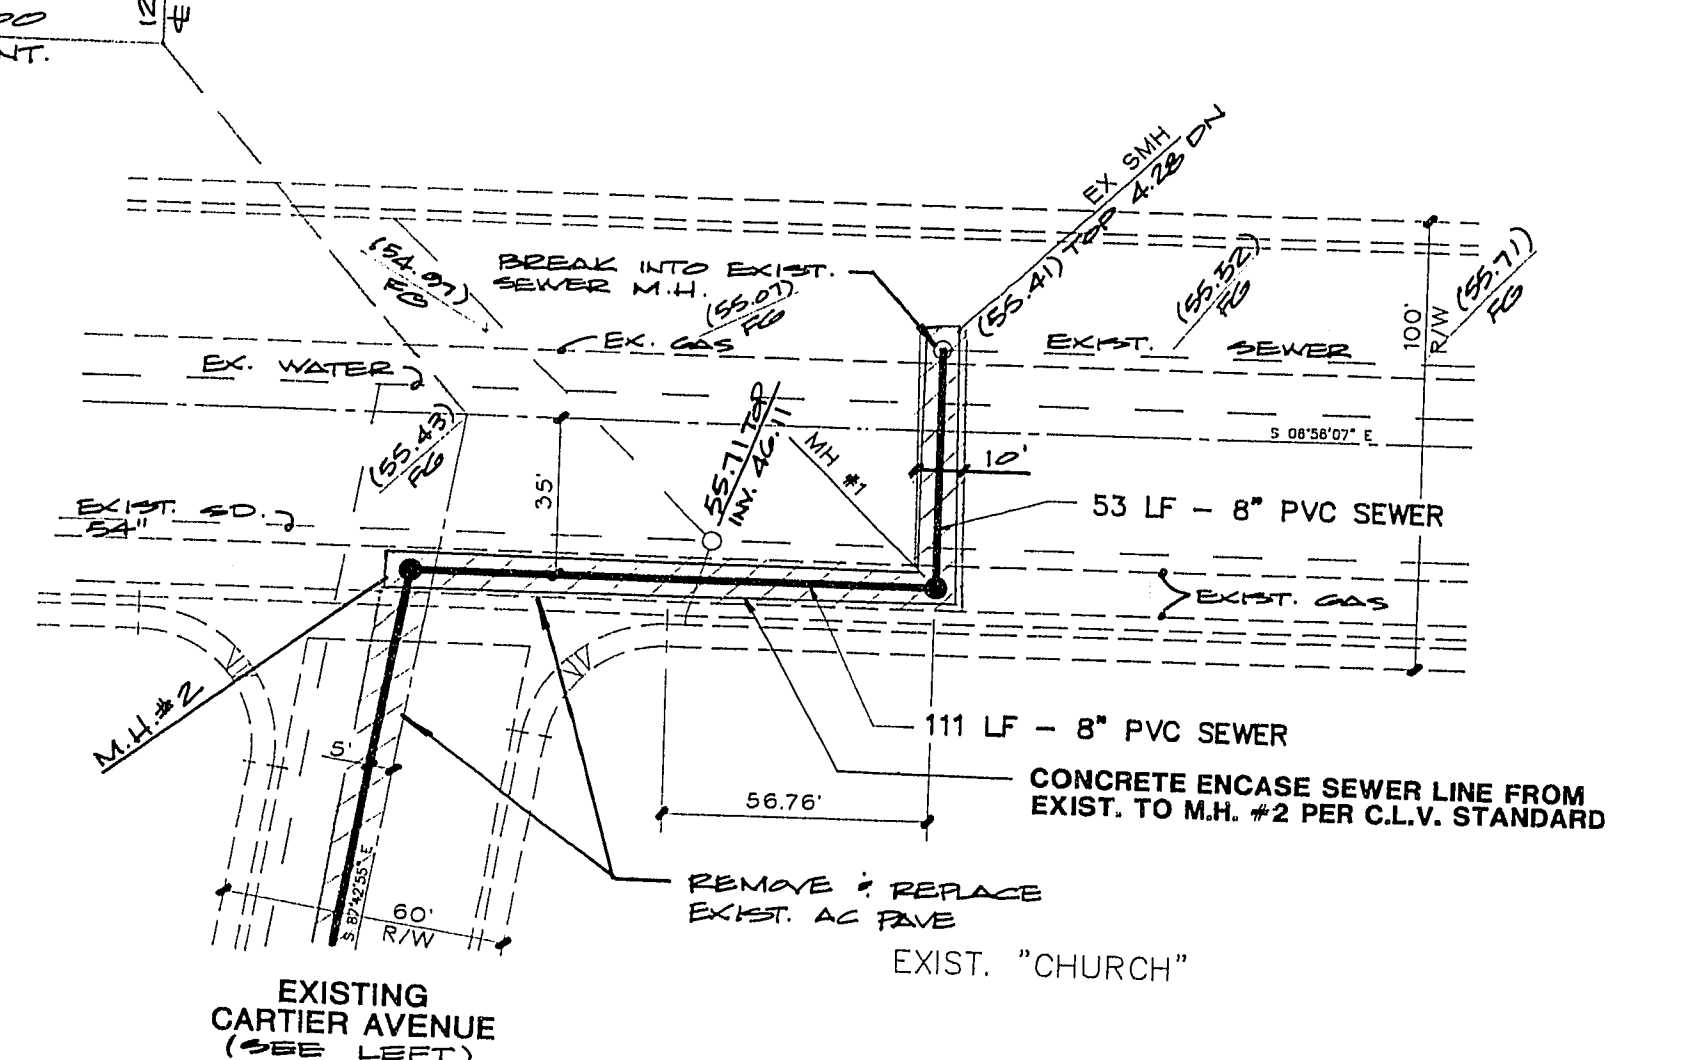 NT.
12
EX SMH
(55.41) TOP 4.28 DN
(54.97)
FG
BREAK INTO EXIST.
SEWER M.H.
(55.07)
FG
(55.52)
FG
(55.71)
FG
100'
R/W
EX. GAS
EXIST. SEWER
EX. WATER
(55.43)
FG
55.71 TOP
INV. 46.11
MH #1
S 06°56'07" E
10'
35'
EXIST. SD.
54"
53 LF - 8" PVC SEWER
EXIST. GAS
M.H.#2
111 LF - 8" PVC SEWER
5'
56.76'
CONCRETE ENCASE SEWER LINE FROM
EXIST. TO M.H. #2 PER C.L.V. STANDARD
REMOVE & REPLACE
EXIST. AC PAVE
S 87°42'55" E
60'
R/W
EXIST. "CHURCH"
EXISTING
CARTIER AVENUE
(SEE LEFT)